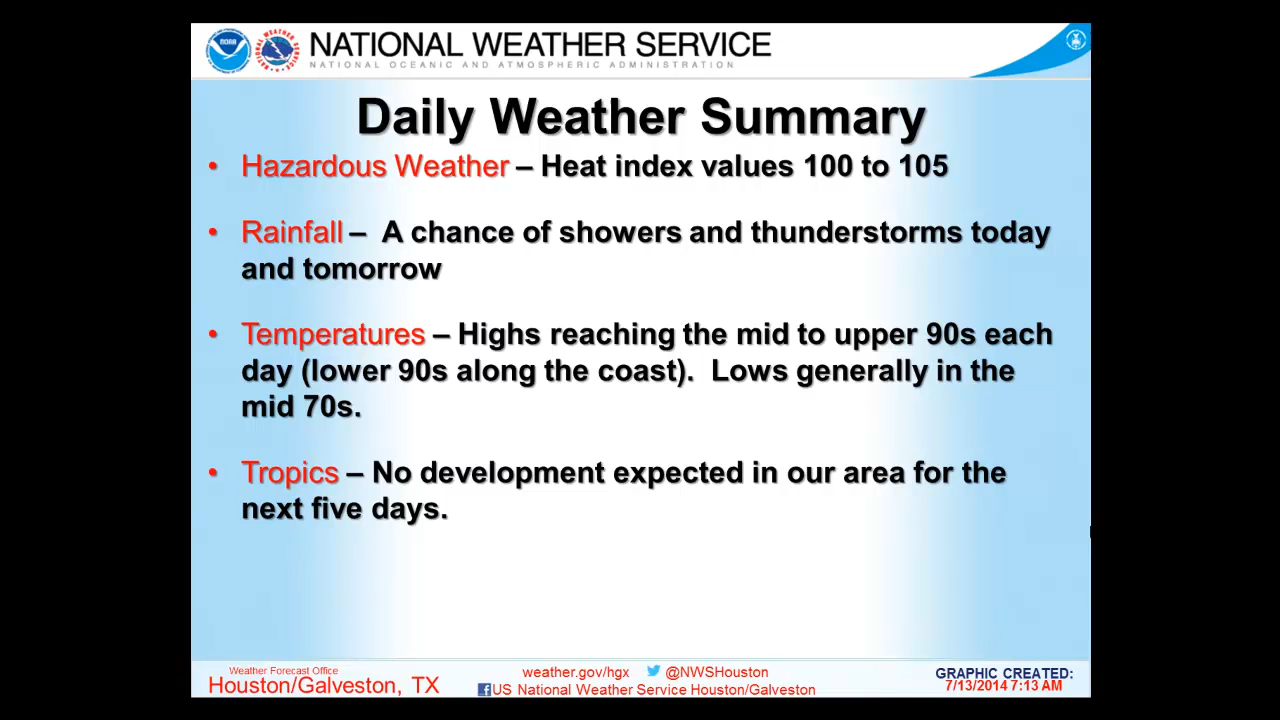 NATIONAL WEATHER SERVICE
NATIONAL OCEANIC AND ATMOSPHERIC ADMINISTRATION
Daily Weather Summary
• Hazardous Weather – Heat index values 100 to 105
• Rainfall – A chance of showers and thunderstorms today
and tomorrow
• Temperatures – Highs reaching the mid to upper 90s each
day (lower 90s along the coast). Lows generally in the
mid 70s.
• Tropics – No development expected in our area for the
next five days.
Weather Forecast Office
Houston/Galveston, TX
weather.gov/hgx @NWSHouston
US National Weather Service Houston/Galveston
GRAPHIC CREATED:
7/13/2014 7:13 AM